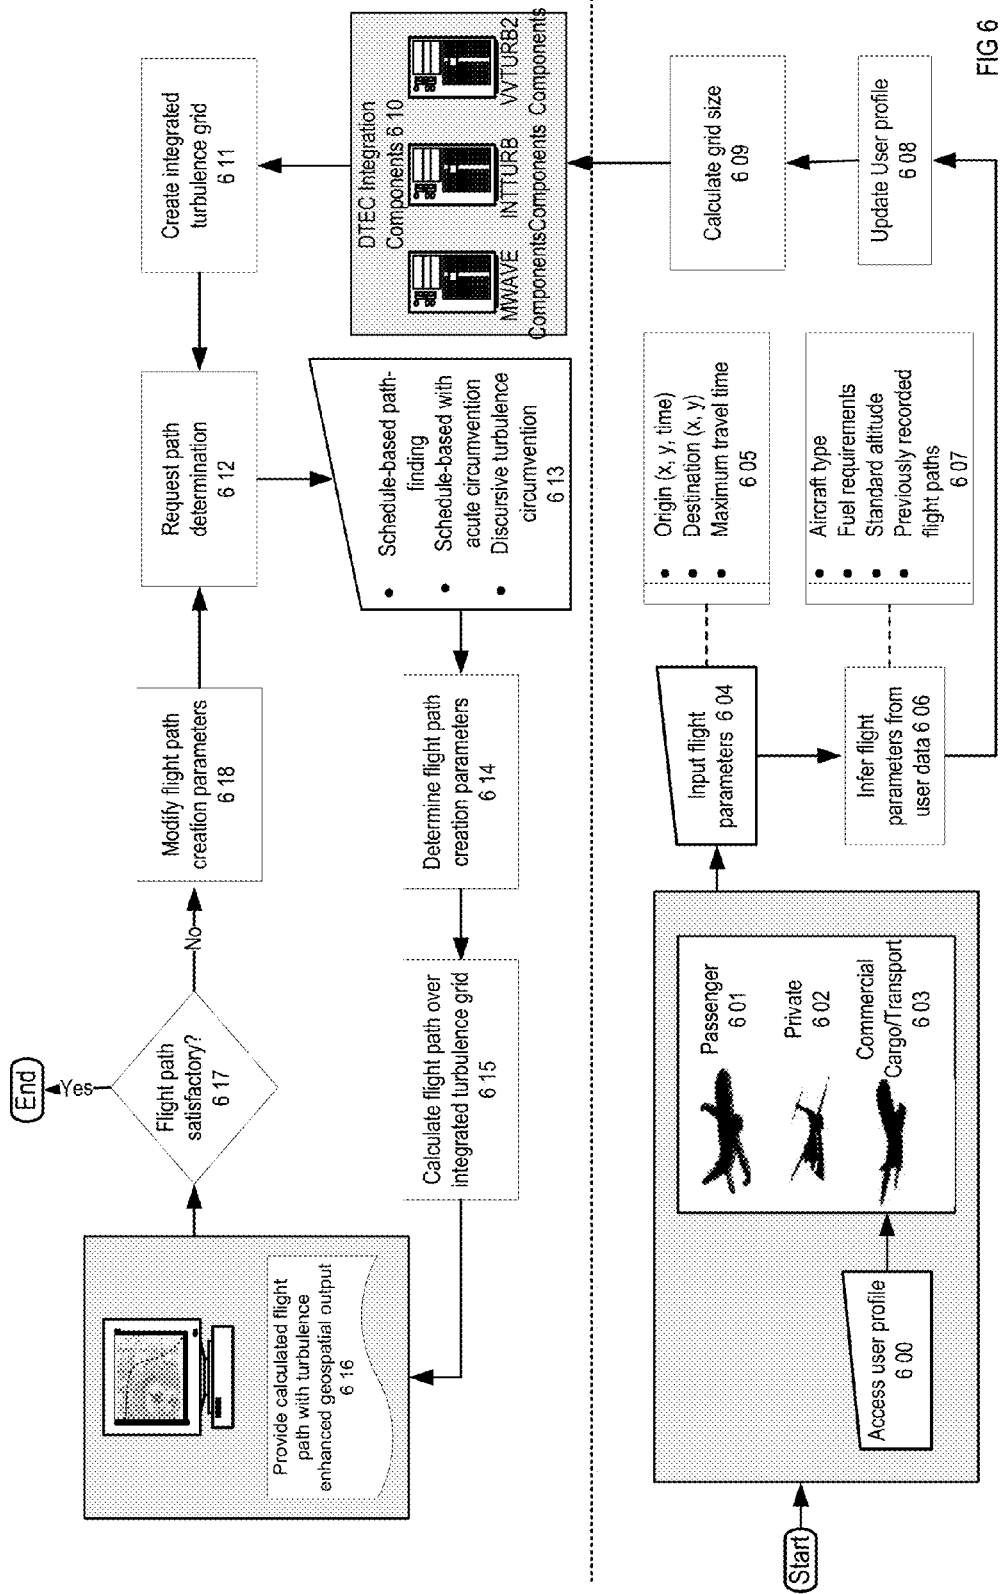 Start
Access user profile
6 00
Passenger
6 01
Private
6 02
Commercial
Cargo/Transport
6 03
Input flight
parameters 6 04
• Origin (x, y, time)
• Destination (x, y)
• Maximum travel time
6 05
Infer flight
parameters from
user data 6 06
• Aircraft type
• Fuel requirements
• Standard attitude
• Previously recorded
flight paths
6 07
Update User profile
6 08
Calculate grid size
6 09
DTEC Integration
Components 6 10
MWAVE
Components
INTTURB
Components
VVTURB2
Components
Create integrated
turbulence grid
6 11
Request path
determination
6 12
• Schedule-based path-
finding
• Schedule-based with
acute circumvention
• Discursive turbulence
circumvention
6 13
Determine flight path
creation parameters
6 14
Calculate flight path over
integrated turbulence grid
6 15
Provide calculated flight
path with turbulence
enhanced geospatial output
6 16
Flight path
satisfactory?
6 17
Yes
End
No
Modify flight path
creation parameters
6 18
FIG 6